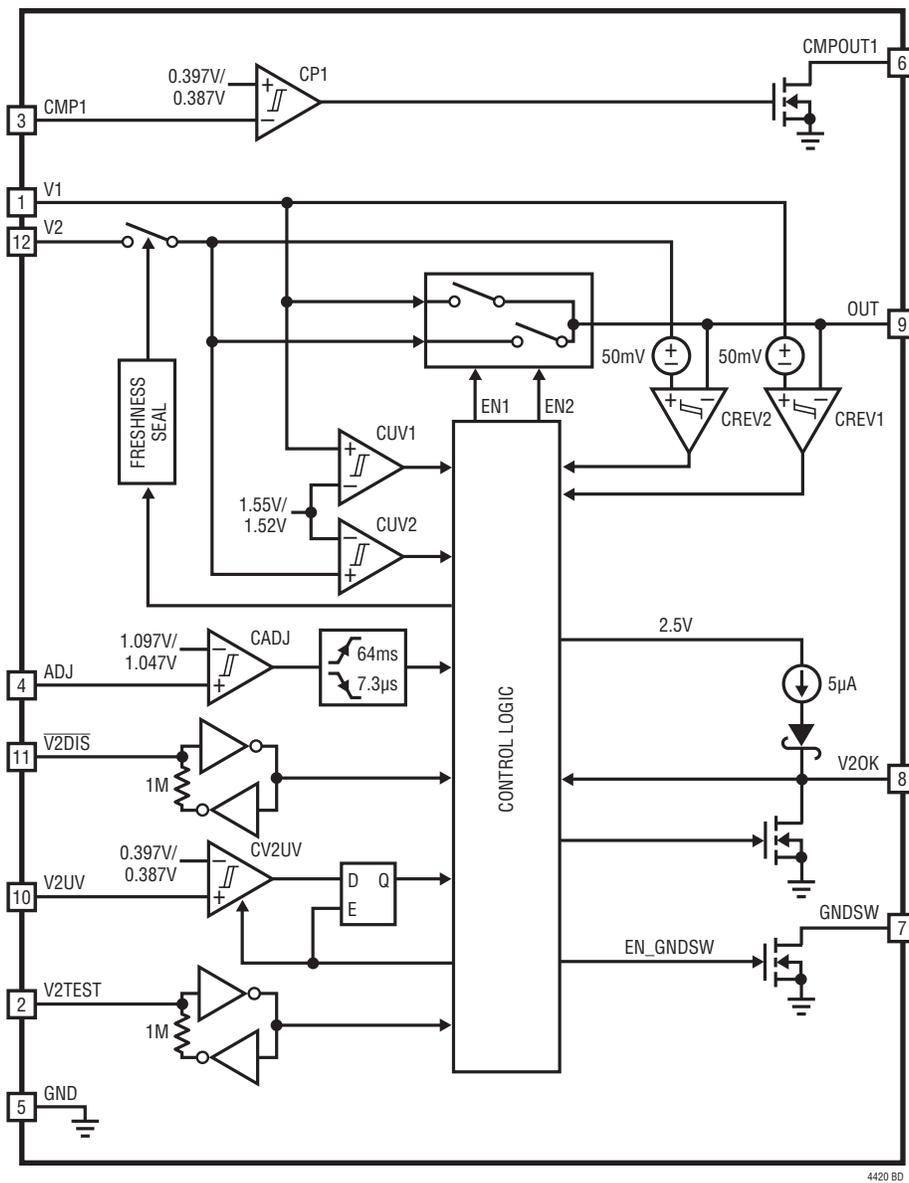 CMPOUT1
6
0.397V/
0.387V
CP1
+
−
3
CMP1
1
V1
12
V2
OUT
9
50mV
+
−
50mV
+
−
FRESHNESS
SEAL
EN1
EN2
+
−
CREV2
+
−
CREV1
CUV1
+
−
1.55V/
1.52V
CUV2
−
+
1.097V/
1.047V
CADJ
−
+
64ms
7.3µs
4
ADJ
2.5V
5µA
CONTROL LOGIC
11
V2DIS
1M
V2OK
8
0.397V/
0.387V
CV2UV
−
+
D
Q
E
10
V2UV
GNDSW
7
EN_GNDSW
2
V2TEST
1M
5
GND
4420 BD